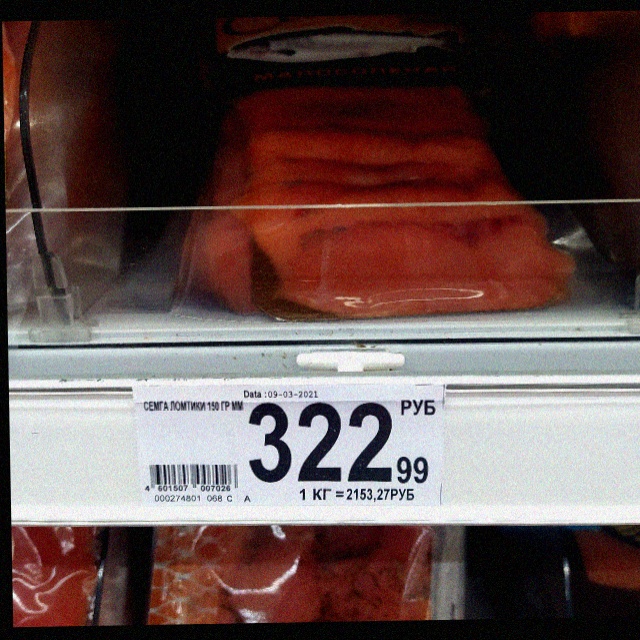 Data :09-03-2021
СЕМГА ЛОМТИКИ 150 ГР ММ
322 99 РУБ
4 601507 007026
000274801 068 С А
1 КГ = 2153,27РУБ